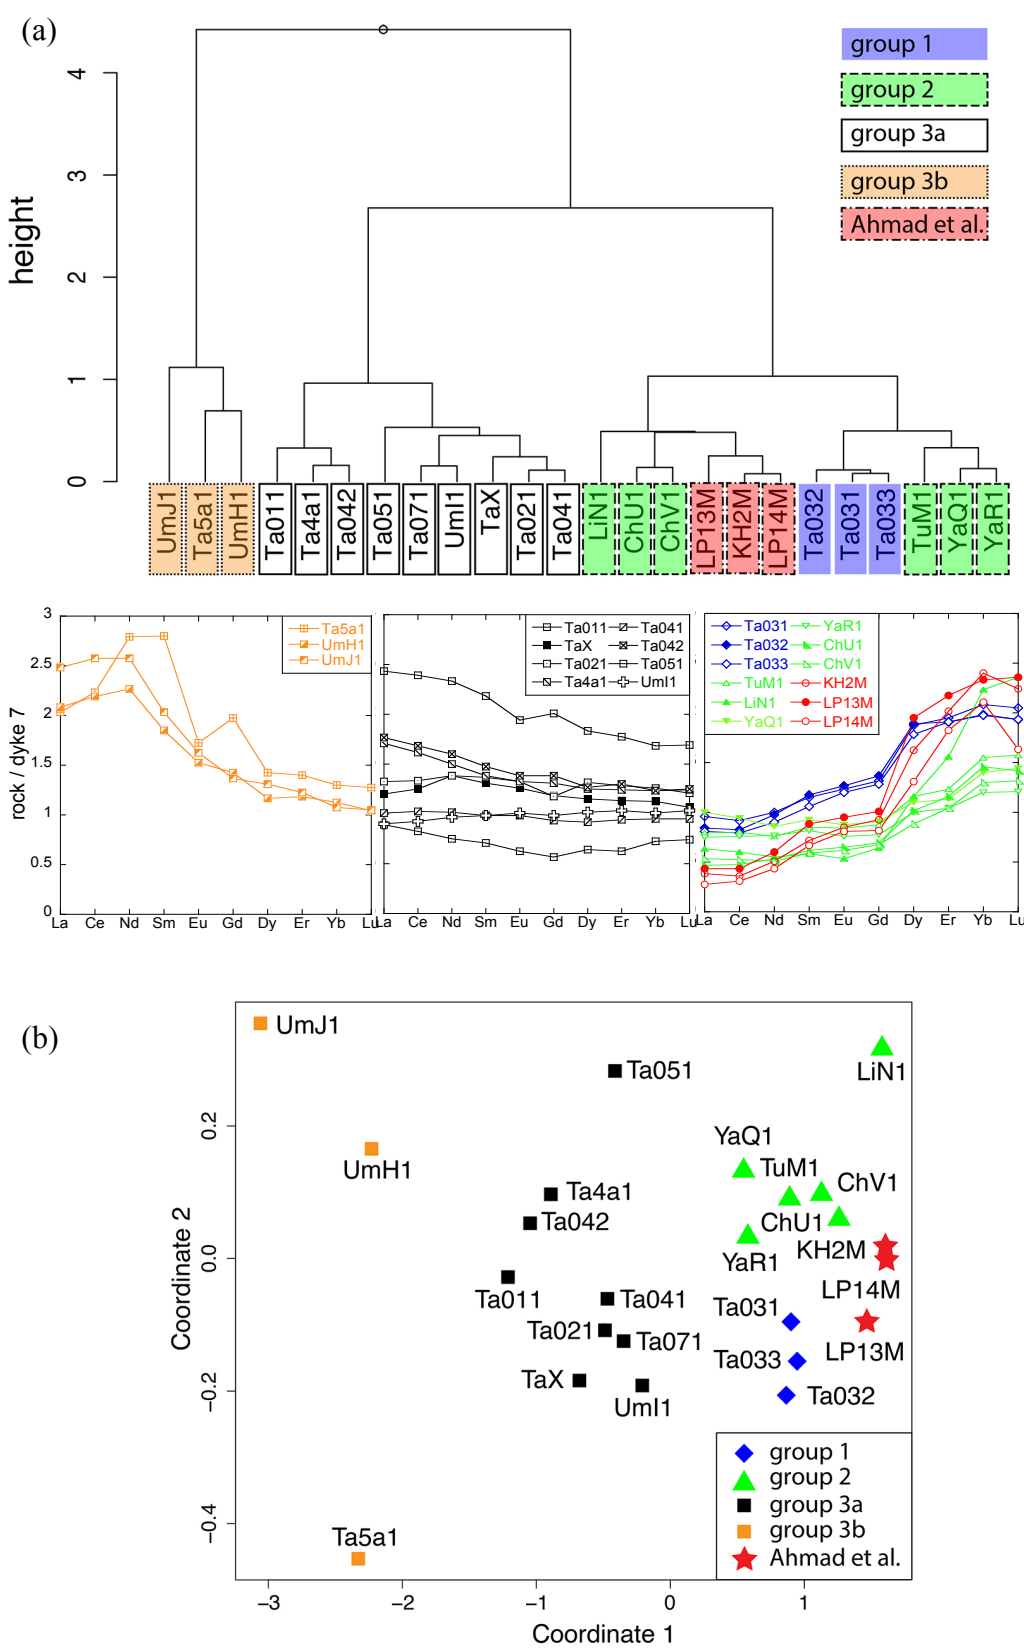 (a)
group 1
group 2
group 3a
group 3b
Ahmad et al.
height
4
3
2
1
0
UmJ1
Ta5a1
UmH1
Ta011
Ta4a1
Ta042
Ta051
Ta071
UmI1
TaX
Ta021
Ta041
LiN1
ChU1
ChV1
LP13M
KH2M
LP14M
Ta032
Ta031
Ta033
TuM1
YaQ1
YaR1
rock / dyke 7
3
2.5
2
1.5
1
0.5
0
Ta5a1
UmH1
UmJ1
La Ce Nd Sm Eu Gd Dy Er Yb Lu
Ta011 Ta041
TaX Ta042
Ta021 Ta051
Ta4a1 UmI1
La Ce Nd Sm Eu Gd Dy Er Yb Lu
Ta031 YaR1
Ta032 ChU1
Ta033 ChV1
TuM1 KH2M
LiN1 LP13M
YaQ1 LP14M
La Ce Nd Sm Eu Gd Dy Er Yb Lu
(b)
UmJ1
Ta051
LiN1
YaQ1
UmH1
TuM1
ChV1
Ta4a1
Ta042
ChU1
KH2M
YaR1
Ta011
Ta041
LP14M
Ta031
Ta021
Ta071
LP13M
Ta033
TaX
UmI1
Ta032
Ta5a1
group 1
group 2
group 3a
group 3b
Ahmad et al.
Coordinate 2
0.2
0.0
−0.2
−0.4
−3 −2 −1 0 1
Coordinate 1